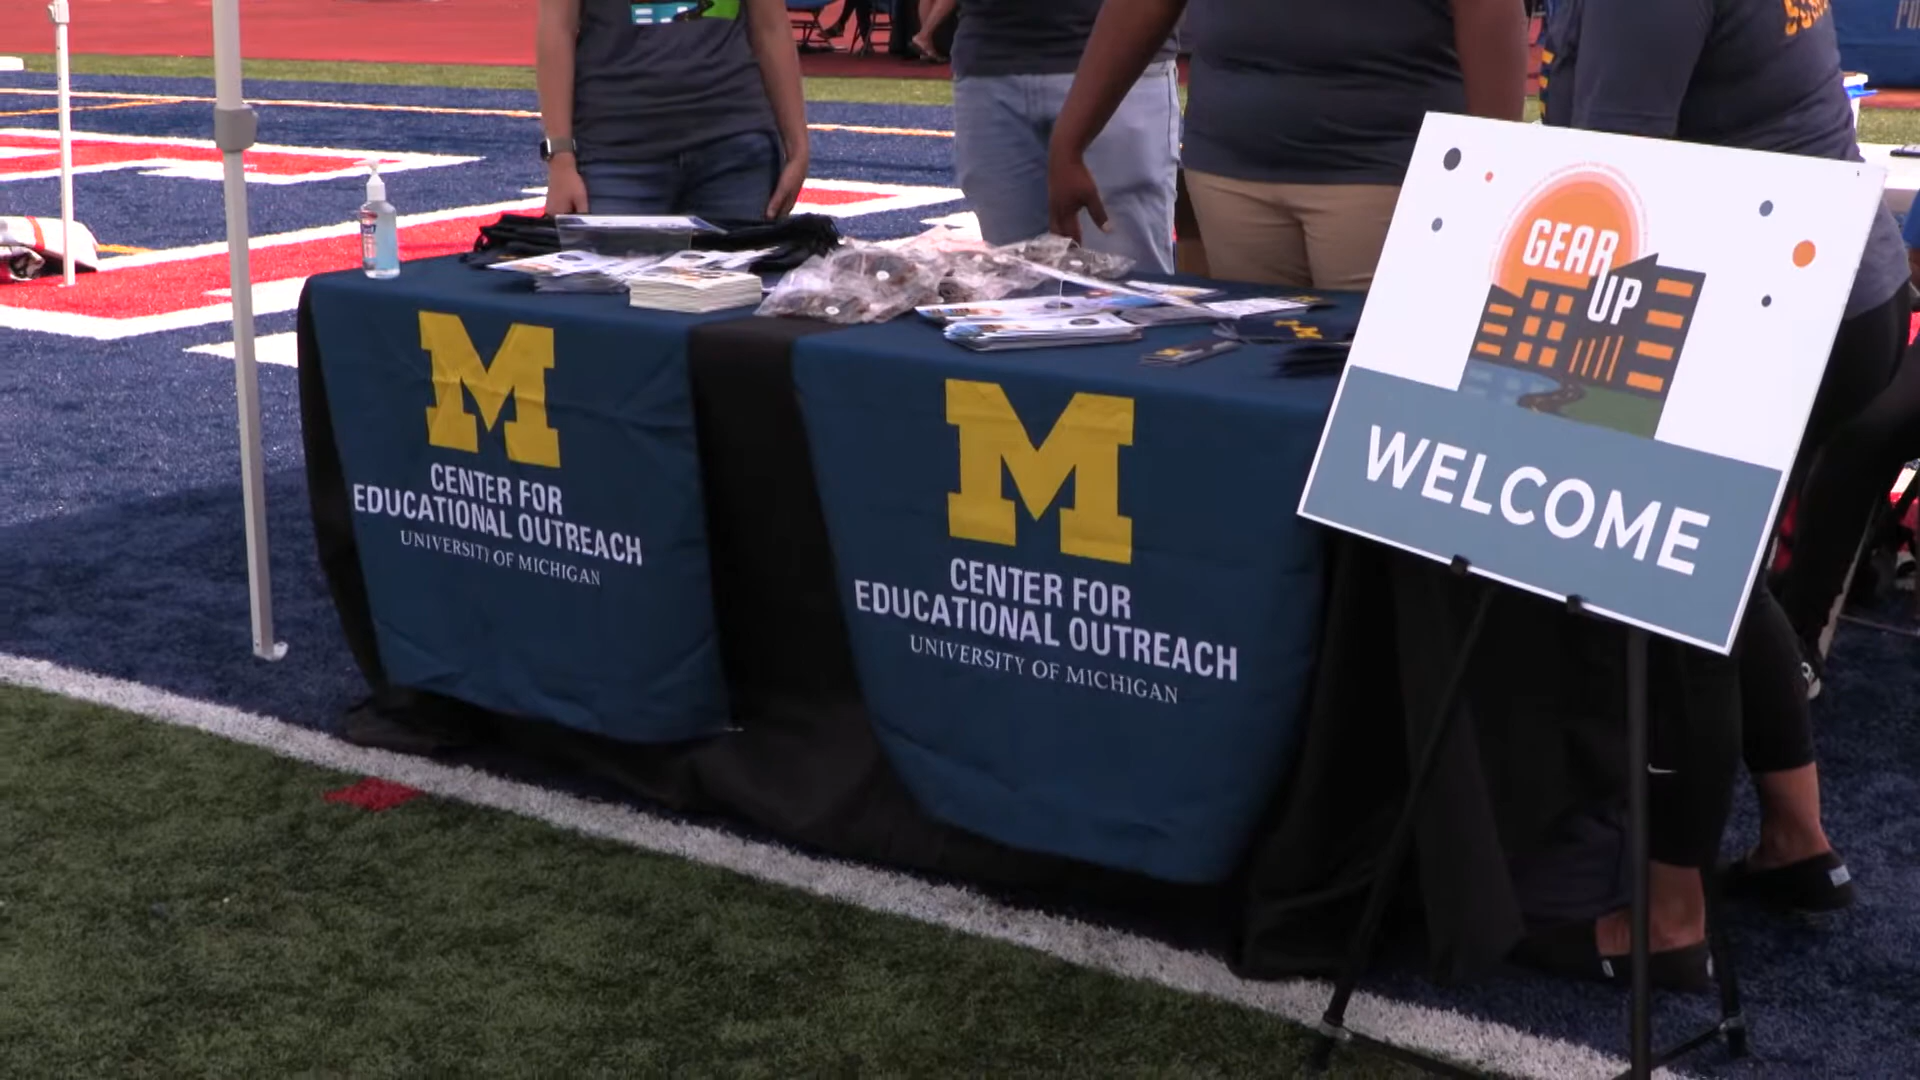 M
CENTER FOR
EDUCATIONAL OUTREACH
UNIVERSITY OF MICHIGAN
M
CENTER FOR
EDUCATIONAL OUTREACH
UNIVERSITY OF MICHIGAN
GEAR
UP
WELCOME